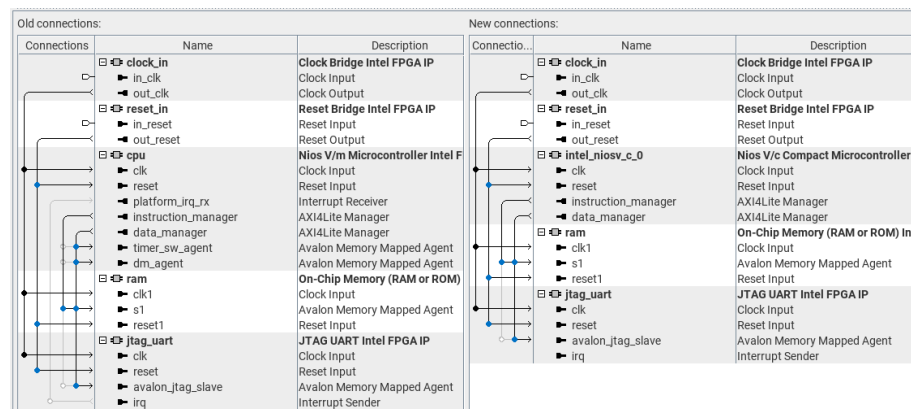 Old connections:
Connections Name Description
clock_in Clock Bridge Intel FPGA IP
in_clk Clock Input
out_clk Clock Output
reset_in Reset Bridge Intel FPGA IP
in_reset Reset Input
out_reset Reset Output
cpu Nios V/m Microcontroller Intel F
clk Clock Input
reset Reset Input
platform_irq_rx Interrupt Receiver
instruction_manager AXI4Lite Manager
data_manager AXI4Lite Manager
timer_sw_agent Avalon Memory Mapped Agent
dm_agent Avalon Memory Mapped Agent
ram On-Chip Memory (RAM or ROM)
clk1 Clock Input
s1 Avalon Memory Mapped Agent
reset1 Reset Input
jtag_uart JTAG UART Intel FPGA IP
clk Clock Input
reset Reset Input
avalon_jtag_slave Avalon Memory Mapped Agent
irq Interrupt Sender
New connections:
Connectio... Name Description
clock_in Clock Bridge Intel FPGA IP
in_clk Clock Input
out_clk Clock Output
reset_in Reset Bridge Intel FPGA IP
in_reset Reset Input
out_reset Reset Output
intel_niosv_c_0 Nios V/c Compact Microcontroller
clk Clock Input
reset Reset Input
instruction_manager AXI4Lite Manager
data_manager AXI4Lite Manager
ram On-Chip Memory (RAM or ROM) In
clk1 Clock Input
s1 Avalon Memory Mapped Agent
reset1 Reset Input
jtag_uart JTAG UART Intel FPGA IP
clk Clock Input
reset Reset Input
avalon_jtag_slave Avalon Memory Mapped Agent
irq Interrupt Sender